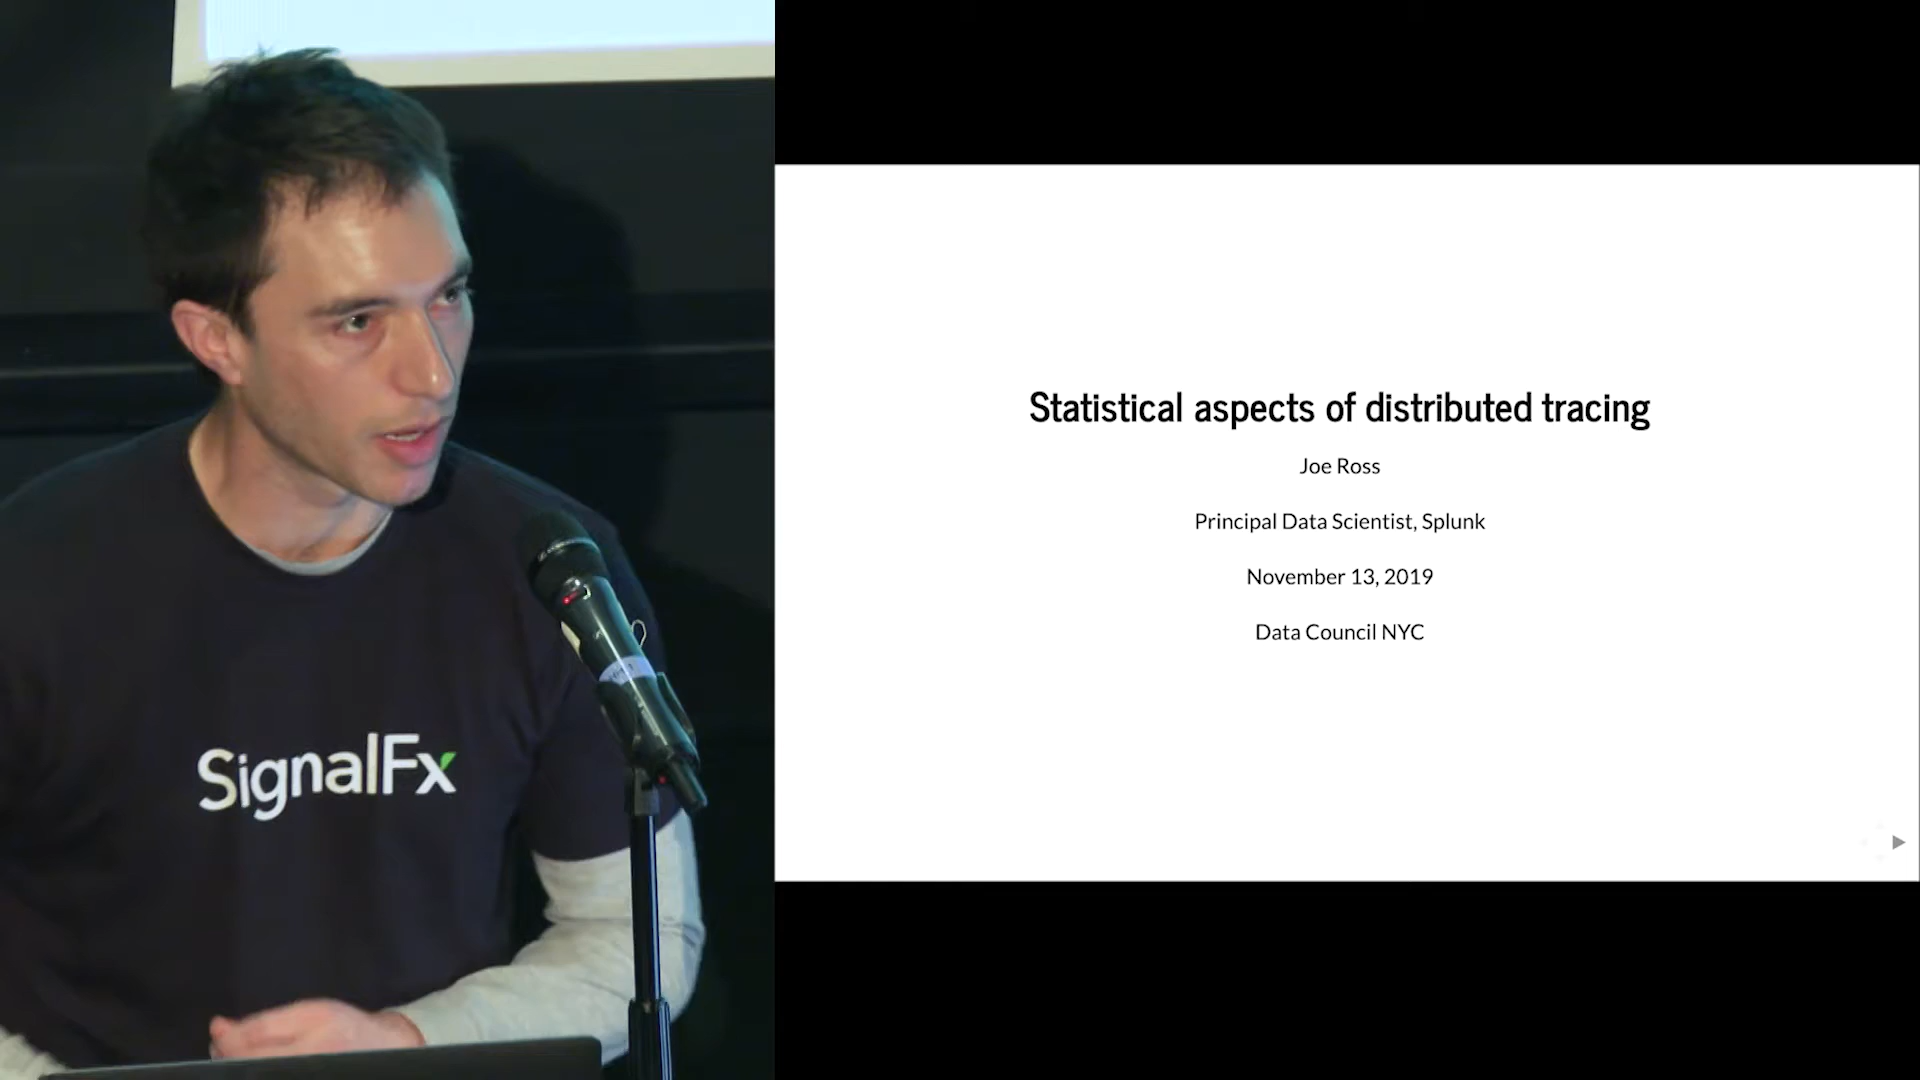 SignalFx
Statistical aspects of distributed tracing
Joe Ross
Principal Data Scientist, Splunk
November 13, 2019
Data Council NYC